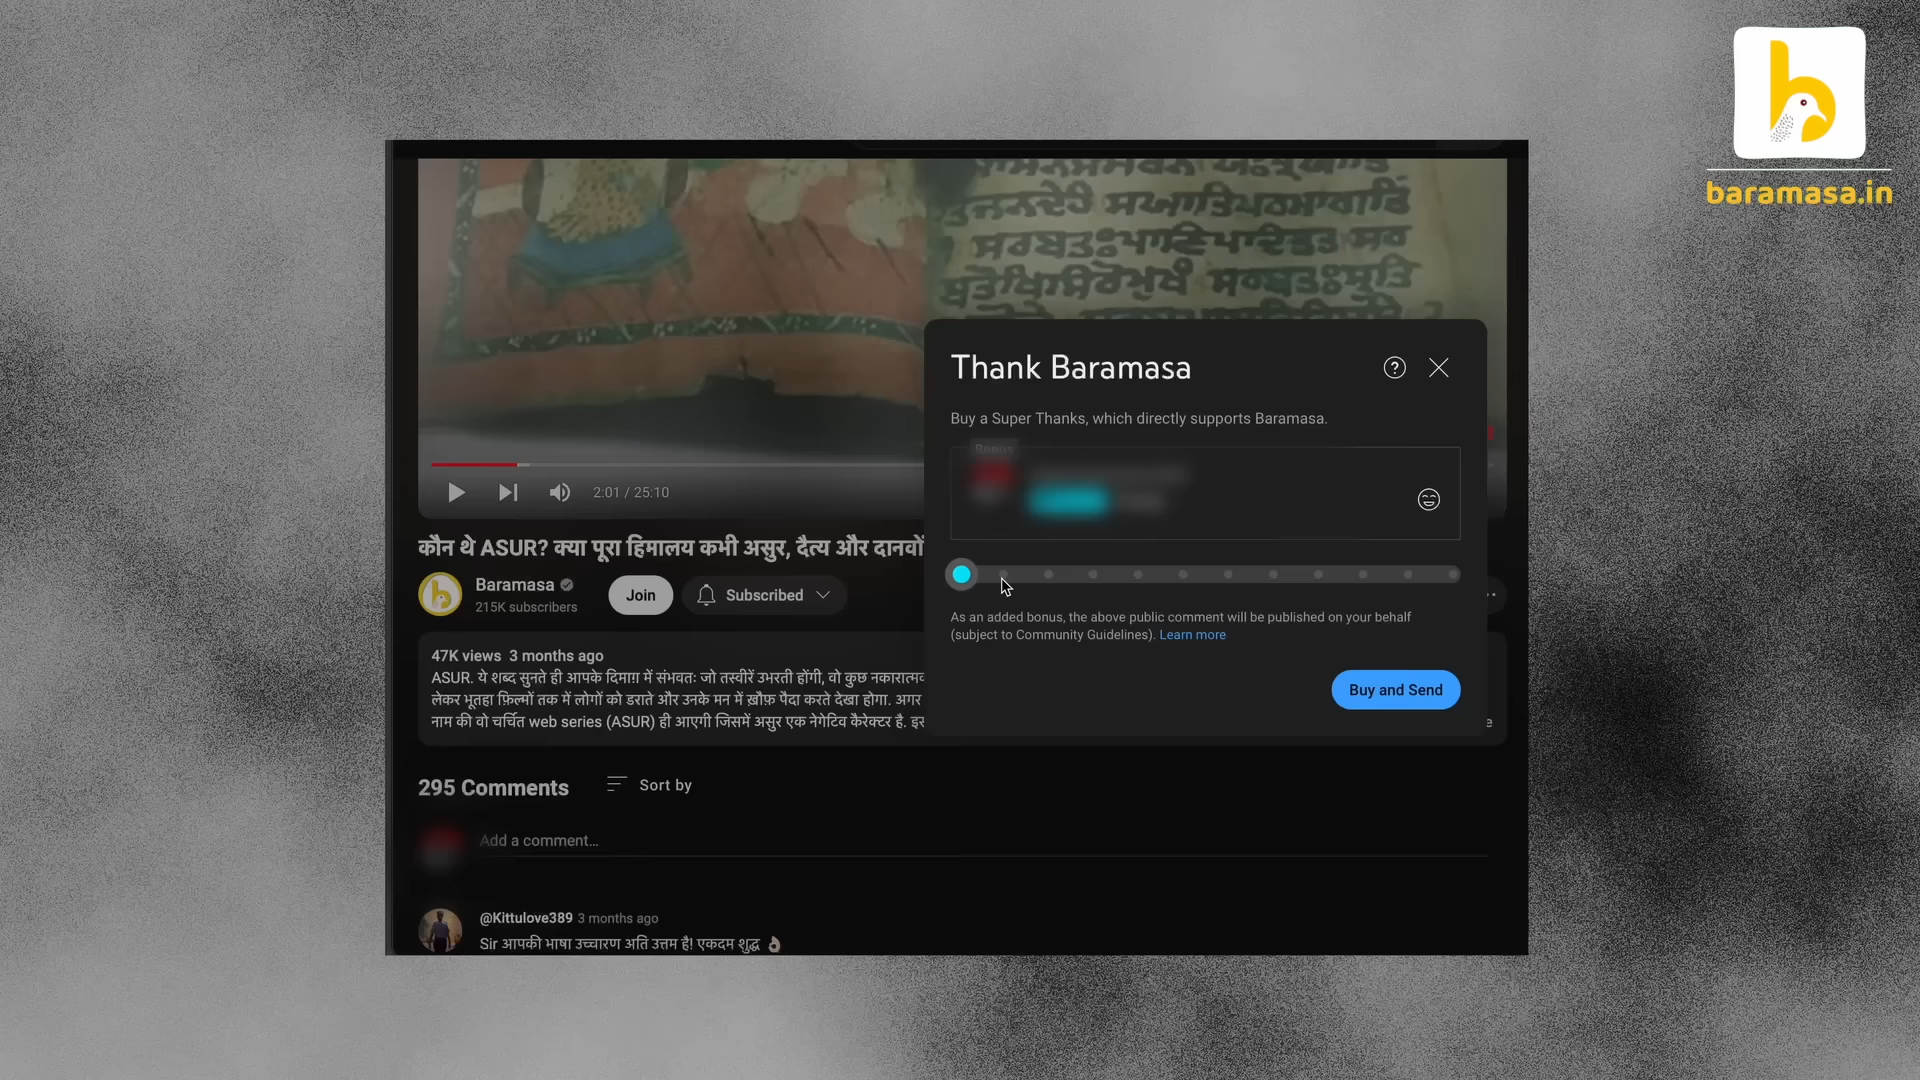 baramasa.in
Thank Baramasa
Buy a Super Thanks, which directly supports Baramasa.
2:01 / 25:10
कौन थे ASUR? क्या पूरा हिमालय कभी असुर, दैत्य और दानवों
Baramasa
215K subscribers
Join
Subscribed
As an added bonus, the above public comment will be published on your behalf
(subject to Community Guidelines). Learn more
Buy and Send
47K views 3 months ago
ASUR. ये शब्द सुनते ही आपके दिमाग़ में संभवतः जो तस्वीरें उभरती होंगी, वो कुछ नकारात्मक
लेकर भूतहा फ़िल्मों तक में लोगों को डराते और उनके मन में ख़ौफ़ पैदा करते देखा होगा. अगर
नाम की वो चर्चित web series (ASUR) ही आएगी जिसमें असुर एक नेगेटिव कैरेक्टर है. इस
295 Comments
Sort by
Add a comment...
@Kittulove389 3 months ago
Sir आपकी भाषा उच्चारण अति उत्तम है! एकदम शुद्ध 👌